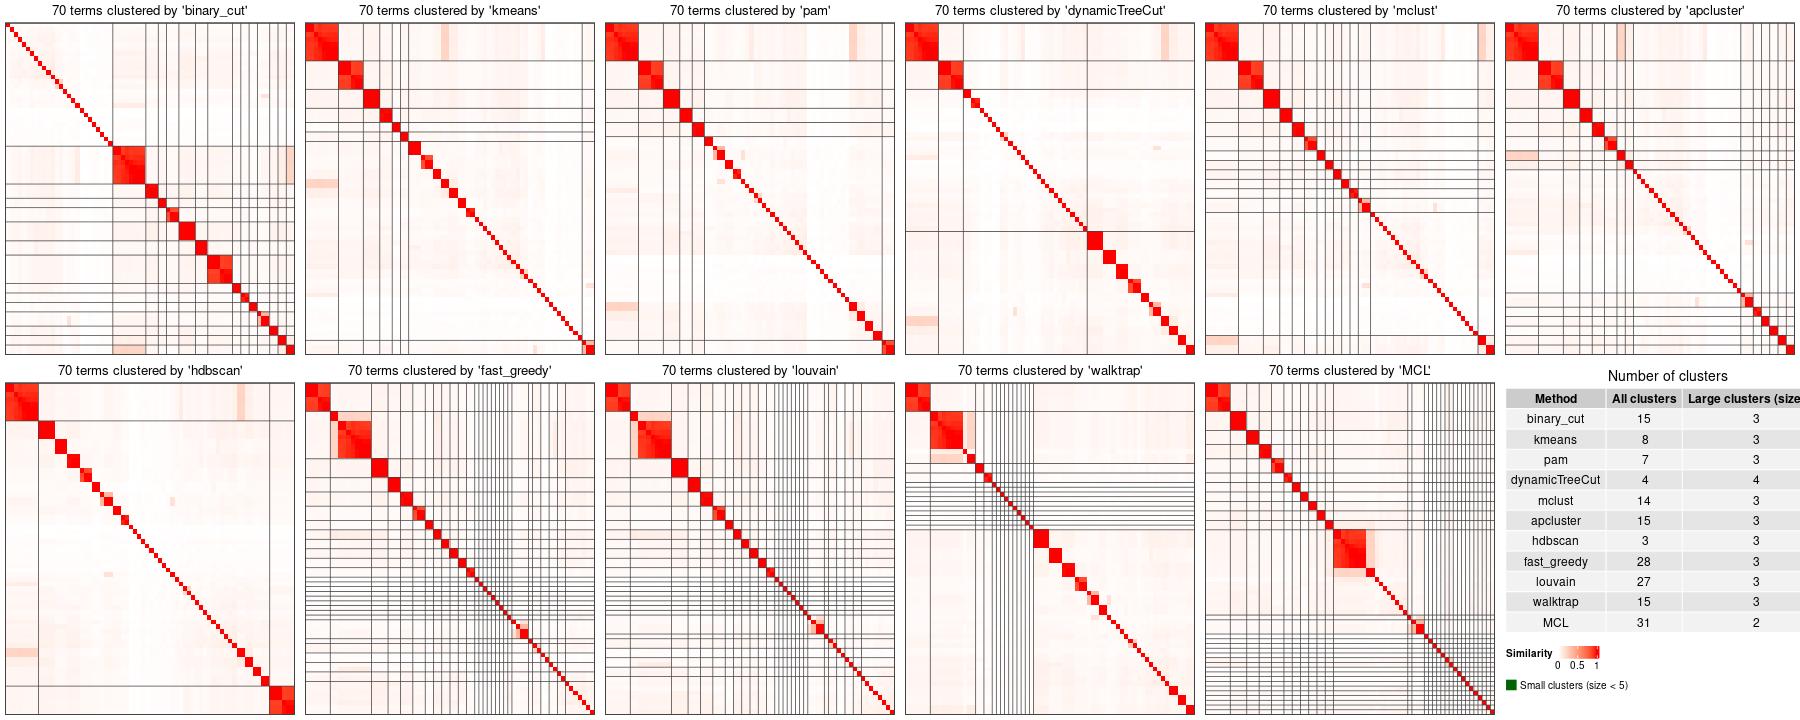 70 terms clustered by 'binary_cut'
70 terms clustered by 'kmeans'
70 terms clustered by 'pam'
70 terms clustered by 'dynamicTreeCut'
70 terms clustered by 'mclust'
70 terms clustered by 'apcluster'
70 terms clustered by 'hdbscan'
70 terms clustered by 'fast_greedy'
70 terms clustered by 'louvain'
70 terms clustered by 'walktrap'
70 terms clustered by 'MCL'
Number of clusters
Method All clusters Large clusters (size
binary_cut 15 3
kmeans 8 3
pam 7 3
dynamicTreeCut 4 4
mclust 14 3
apcluster 15 3
hdbscan 3 3
fast_greedy 28 3
louvain 27 3
walktrap 15 3
MCL 31 2
Similarity
0 0.5 1
Small clusters (size < 5)